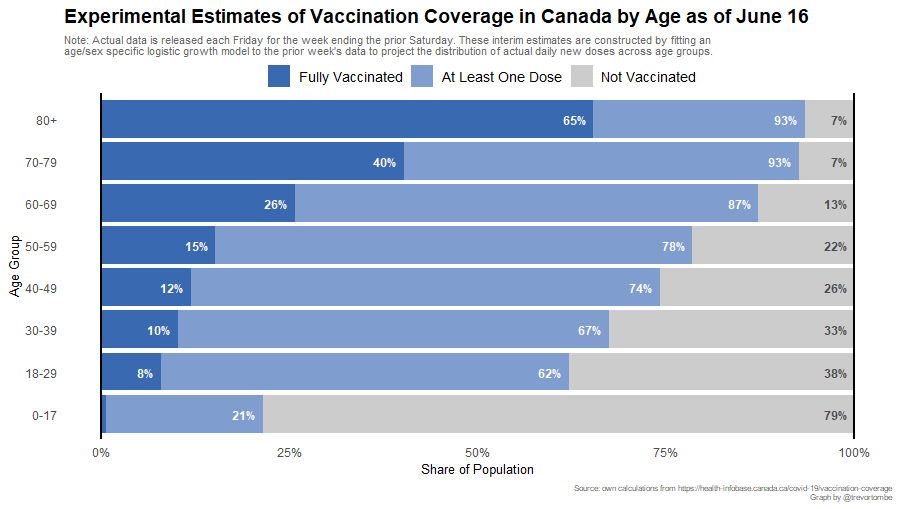 Experimental Estimates of Vaccination Coverage in Canada by Age as of June 16
Note: Actual data is released each Friday for the week ending the prior Saturday. These interim estimates are constructed by fitting an
age/sex specific logistic growth model to the prior week's data to project the distribution of actual daily new doses across age groups.
Fully Vaccinated At Least One Dose Not Vaccinated
80+ 65% 93% 7%
70-79 40% 93% 7%
60-69 26% 87% 13%
50-59 15% 78% 22%
40-49 12% 74% 26%
30-39 10% 67% 33%
18-29 8% 62% 38%
0-17 21% 79%
Age Group
0% 25% 50% 75% 100%
Share of Population
Source: own calculations from https://health-infobase.canada.ca/covid-19/vaccination-coverage
Graph by @trevortombe